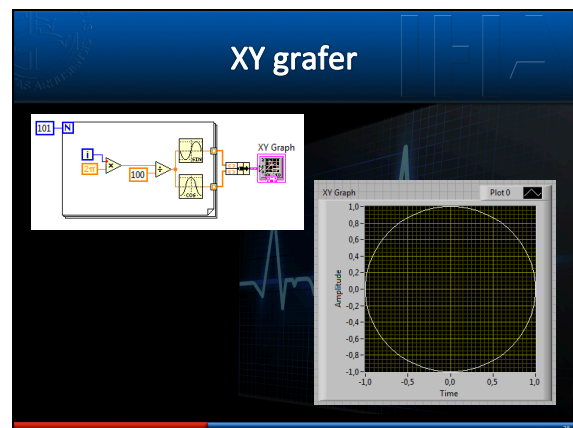 XY grafer
101 N
i
2π
×
100
÷
SIN
COS
XY Graph
XY Graph
Plot 0
1,0
0,8
0,6
0,4
0,2
0,0
-0,2
-0,4
-0,6
-0,8
-1,0
Amplitude
-1,0 -0,5 0,0 0,5 1,0
Time